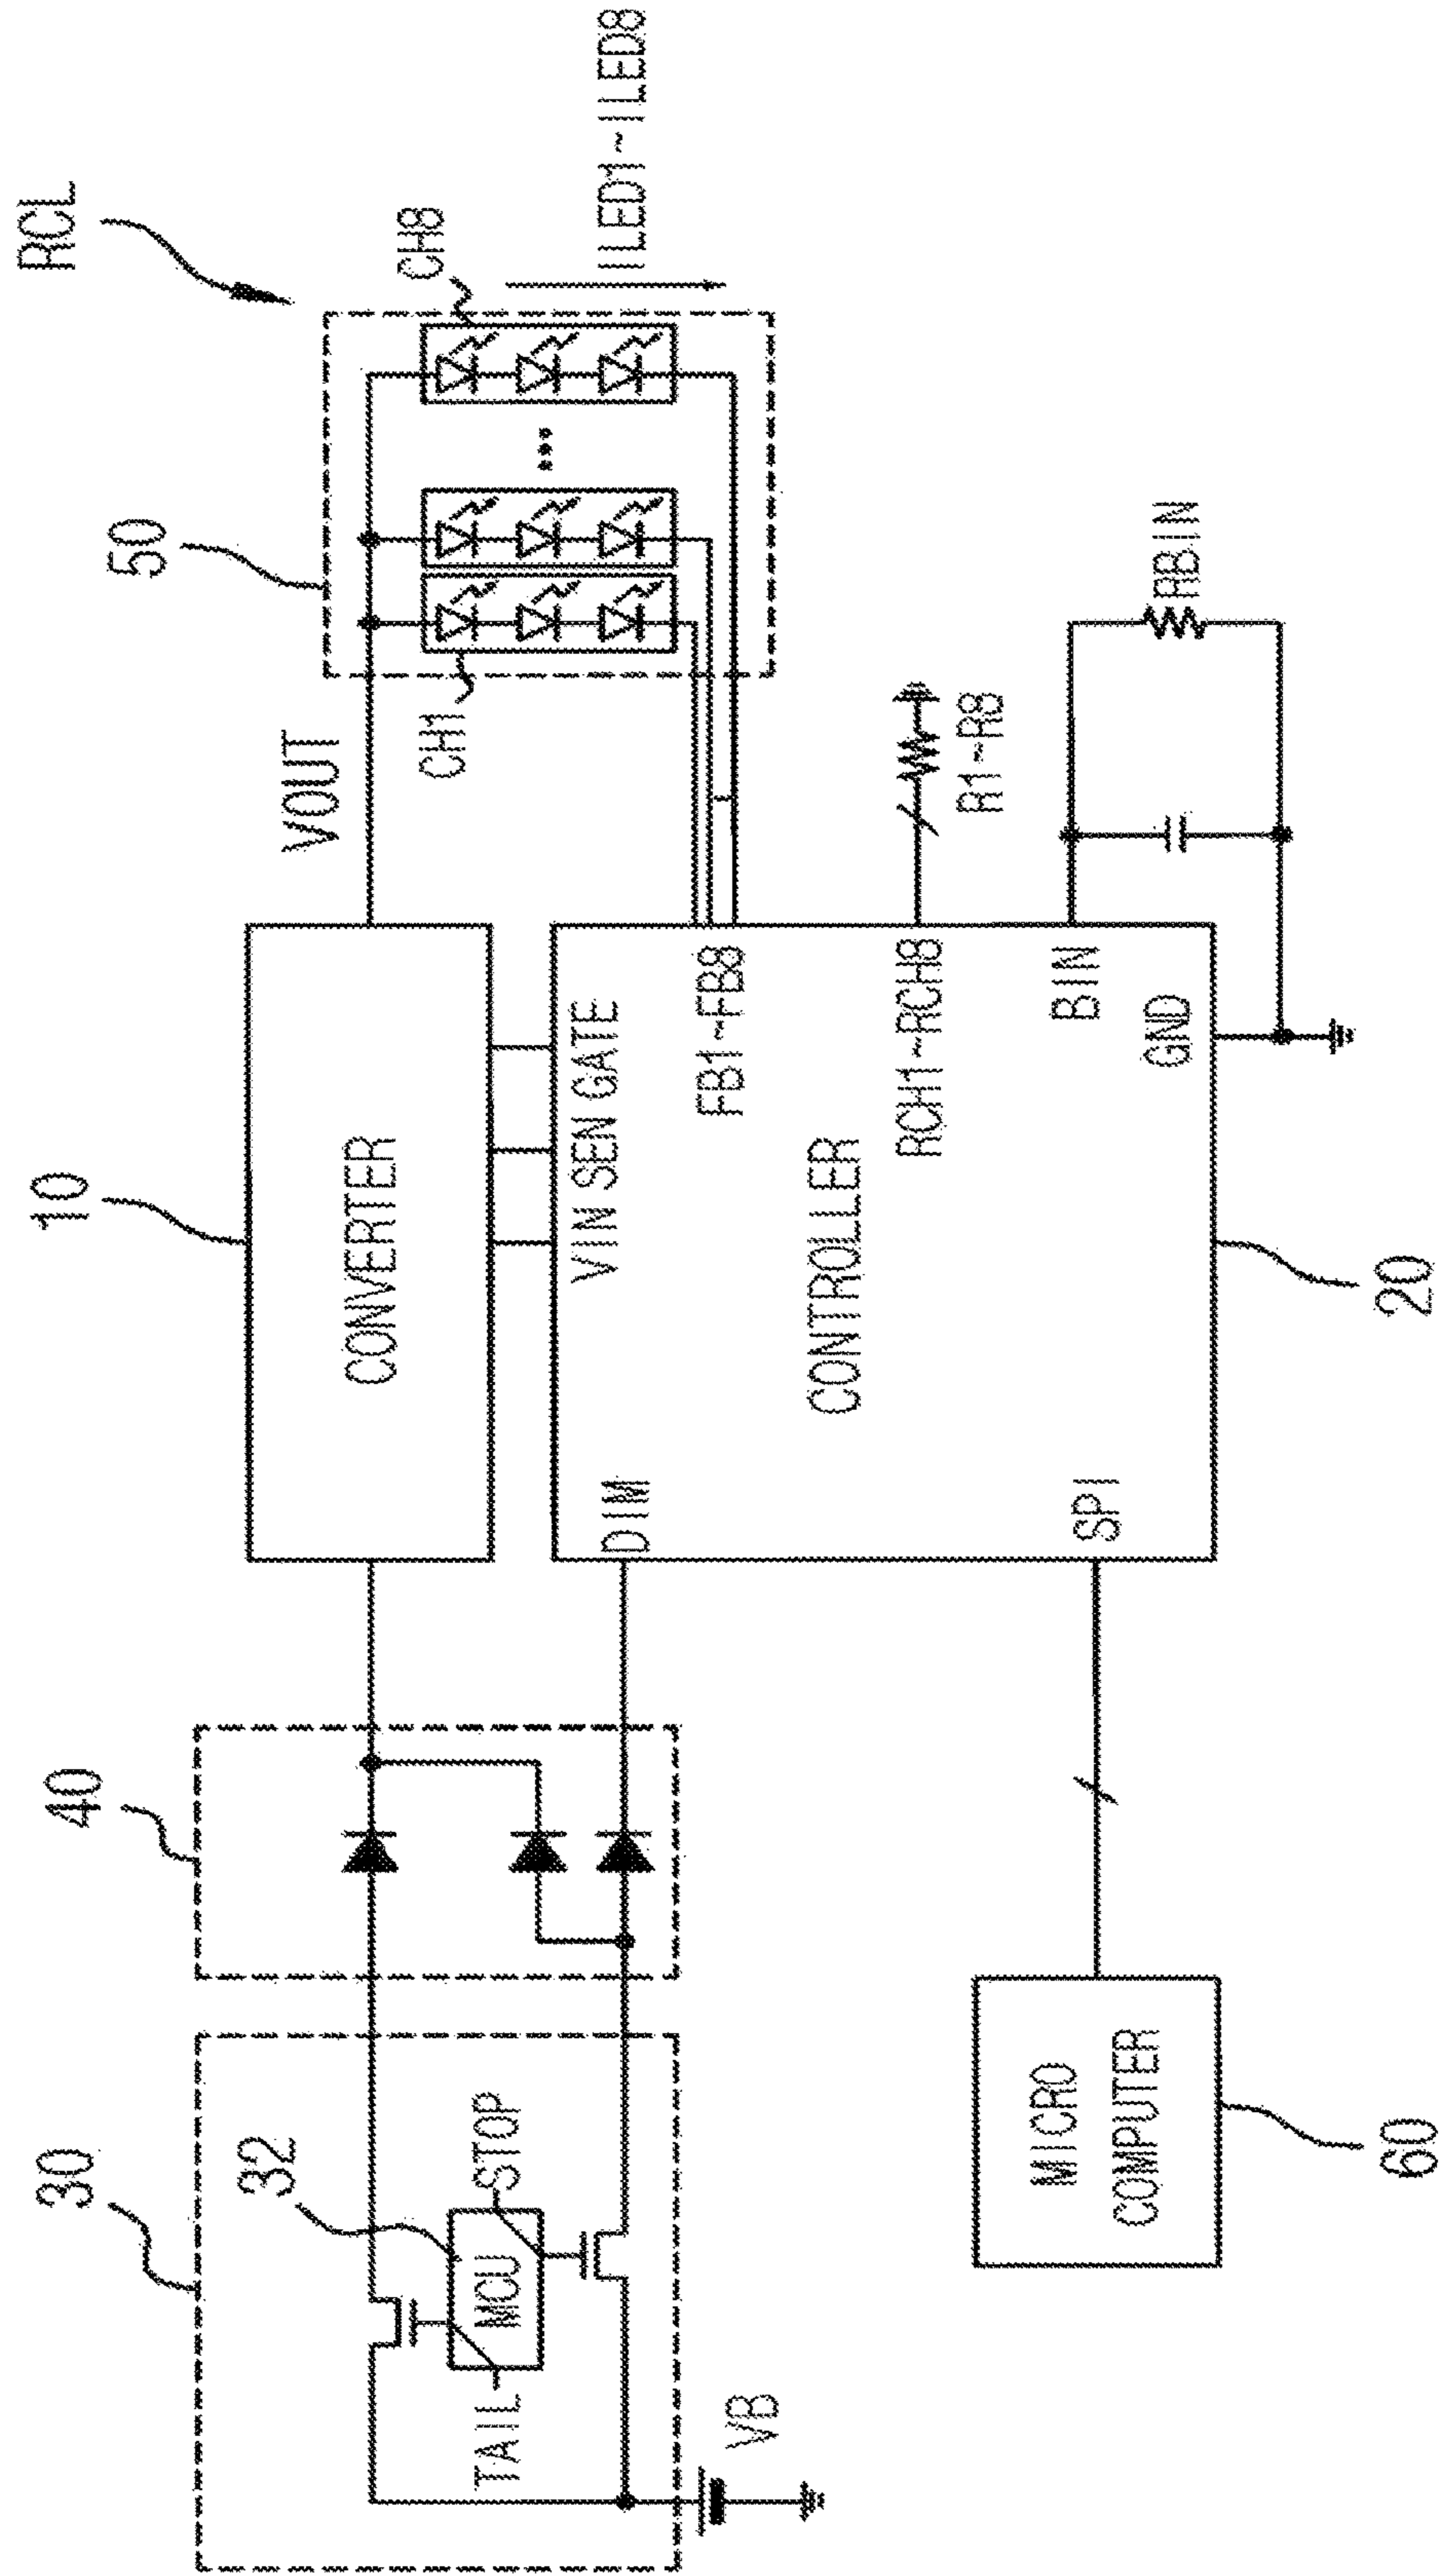 RCL
50
CH8
ILED1~ILED8
CH1
VOUT
10
CONVERTER
VIN SEN GATE
DIM
FB1~FB8
CONTROLLER
RCH1~RCH8
R1~R8
BIN
RBIN
GND
SPI
20
40
30
32
STOP
MCU
TAIL
VB
MICRO
COMPUTER
60